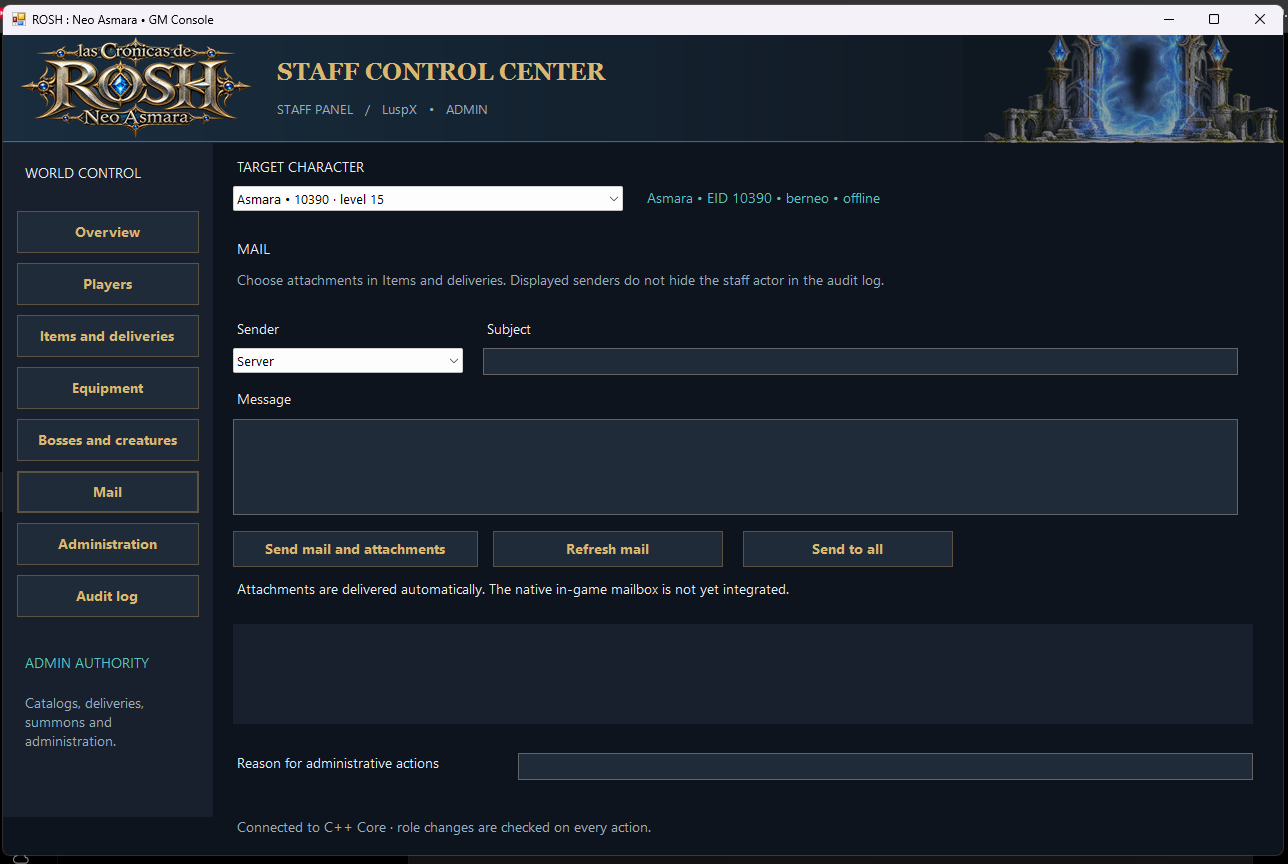 ROSH : Neo Asmara • GM Console
las Crónicas de
ROSH
Neo Asmara
STAFF CONTROL CENTER
STAFF PANEL / LuspX • ADMIN
WORLD CONTROL
Overview
Players
Items and deliveries
Equipment
Bosses and creatures
Mail
Administration
Audit log
ADMIN AUTHORITY
Catalogs, deliveries,
summons and
administration.
TARGET CHARACTER
Asmara • 10390 · level 15
Asmara • EID 10390 • berneo • offline
MAIL
Choose attachments in Items and deliveries. Displayed senders do not hide the staff actor in the audit log.
Sender
Subject
Server
Message
Send mail and attachments
Refresh mail
Send to all
Attachments are delivered automatically. The native in-game mailbox is not yet integrated.
Reason for administrative actions
Connected to C++ Core · role changes are checked on every action.